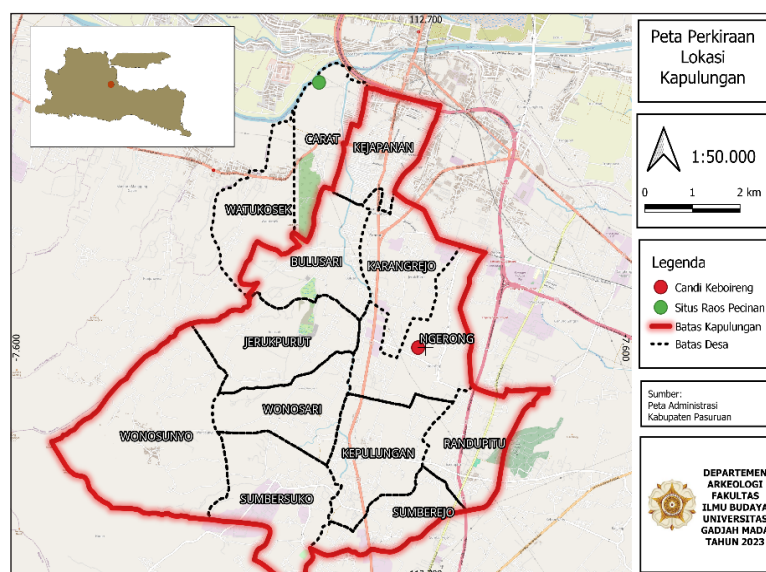 112.700
CARAT
KEJAPANAN
WATUKOSEK
BULUSARI
KARANGREJO
-7.600
-7.600
JERUKPURUT
NGERONG
WONOSARI
WONOSUNYO
KEPULUNGAN
RANDUPITU
SUMBERSUKO
SUMBEREJO
Peta Perkiraan
Lokasi
Kapulungan
1:50.000
0 1 2 km
Legenda
Candi Keboireng
Situs Raos Pecinan
Batas Kapulungan
Batas Desa
Sumber:
Peta Administrasi
Kabupaten Pasuruan
DEPARTEMEN
ARKEOLOGI
FAKULTAS
ILMU BUDAYA
UNIVERSITAS
GADJAH MADA
TAHUN 2023